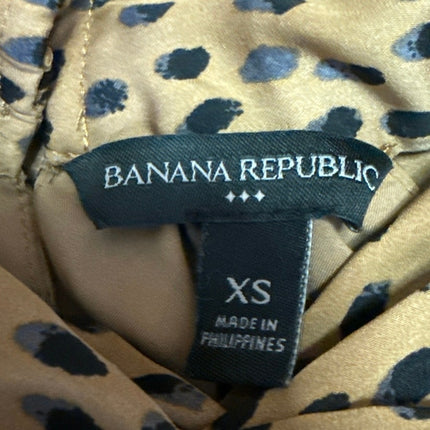 BANANA REPUBLIC
XS
MADE IN
PHILIPPINES